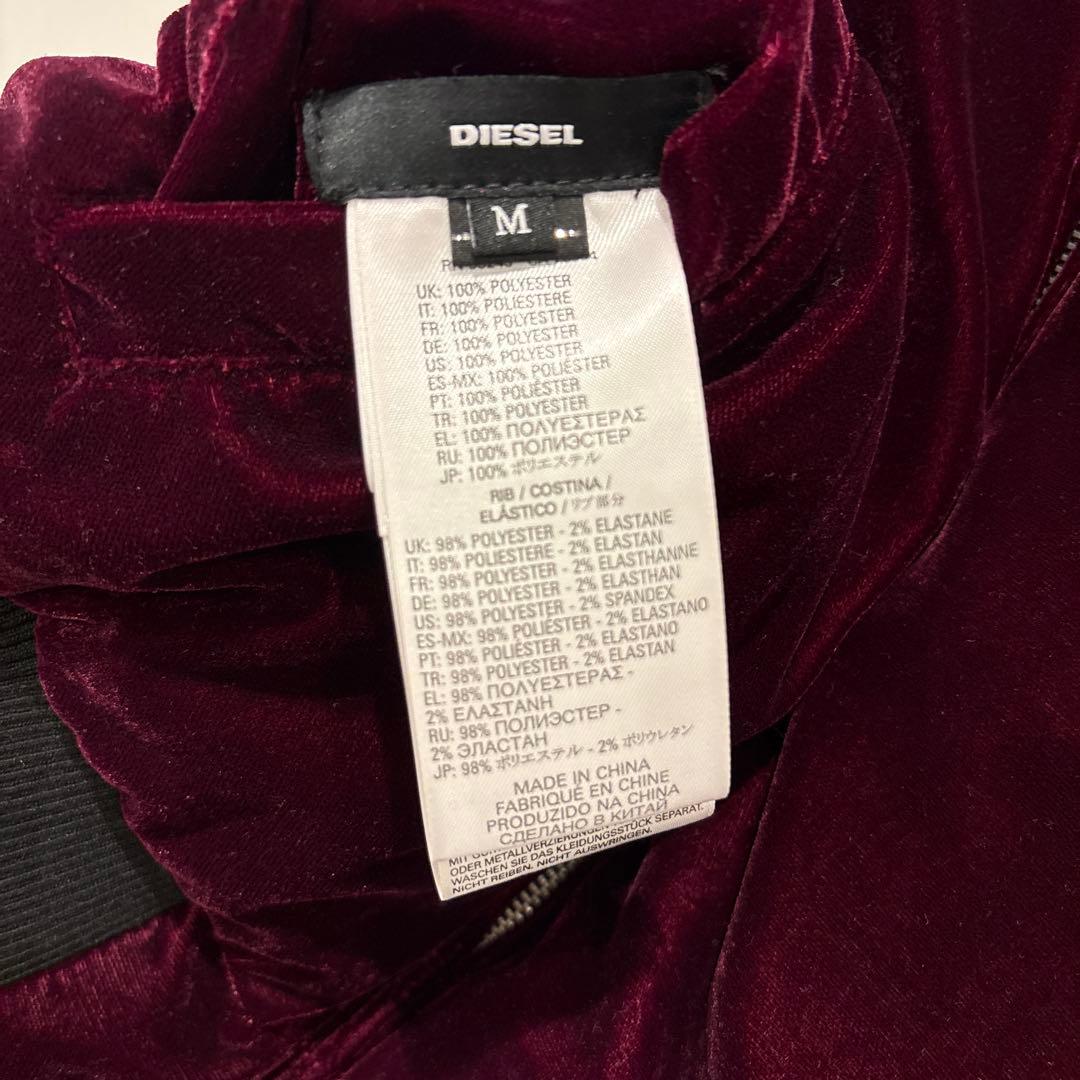 DIESEL
M
UK: 100% POLYESTER
IT: 100% POLIESTERE
FR: 100% POLYESTER
DE: 100% POLYESTER
US: 100% POLYESTER
ES-MX: 100% POLIÉSTER
PT: 100% POLIÉSTER
TR: 100% POLYESTER
EL: 100% ΠΟΛΥΕΣΤΕΡΑΣ
RU: 100% ПОЛИЭСТЕР
JP: 100% ポリエステル
RIB / COSTINA /
ELÁSTICO / リブ部分
UK: 98% POLYESTER - 2% ELASTANE
IT: 98% POLIESTERE - 2% ELASTAN
FR: 98% POLYESTER - 2% ELASTHANNE
DE: 98% POLYESTER - 2% ELASTHAN
US: 98% POLYESTER - 2% SPANDEX
ES-MX: 98% POLIÉSTER - 2% ELASTANO
PT: 98% POLIÉSTER - 2% ELASTANO
TR: 98% POLYESTER - 2% ELASTAN
EL: 98% ΠΟΛΥΕΣΤΕΡΑΣ -
2% ΕΛΑΣΤΑΝΗ
RU: 98% ПОЛИЭСТЕР -
2% ЭЛАСТАН
JP: 98% ポリエステル - 2% ポリウレタン
MADE IN CHINA
FABRIQUÉ EN CHINE
PRODUZIDO NA CHINA
СДЕЛАНО В КИТАЙ
ODER METALLVERZIERUNGEN
WASCHEN SIE DAS KLEIDUNGSSTÜCK SEPARAT.
NICHT REIBEN. NICHT AUSWRINGEN.